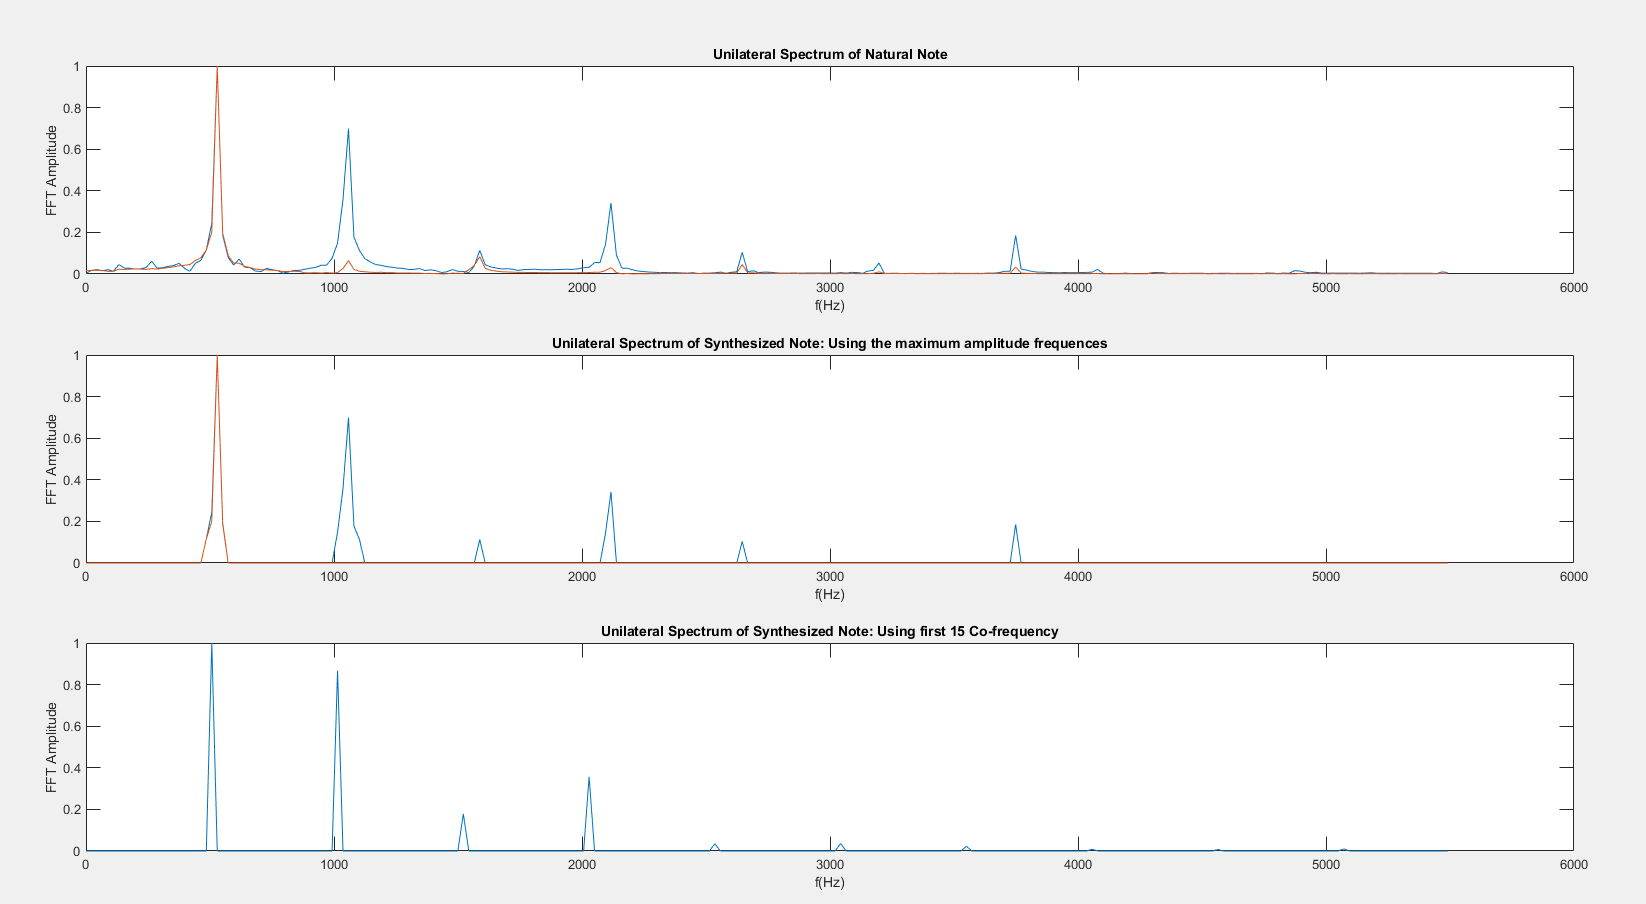 Unilateral Spectrum of Natural Note
FFT Amplitude
1
0.8
0.6
0.4
0.2
0
0 1000 2000 3000 4000 5000 6000
f(Hz)
Unilateral Spectrum of Synthesized Note: Using the maximum amplitude frequences
FFT Amplitude
1
0.8
0.6
0.4
0.2
0
0 1000 2000 3000 4000 5000 6000
f(Hz)
Unilateral Spectrum of Synthesized Note: Using first 15 Co-frequency
FFT Amplitude
1
0.8
0.6
0.4
0.2
0
0 1000 2000 3000 4000 5000 6000
f(Hz)